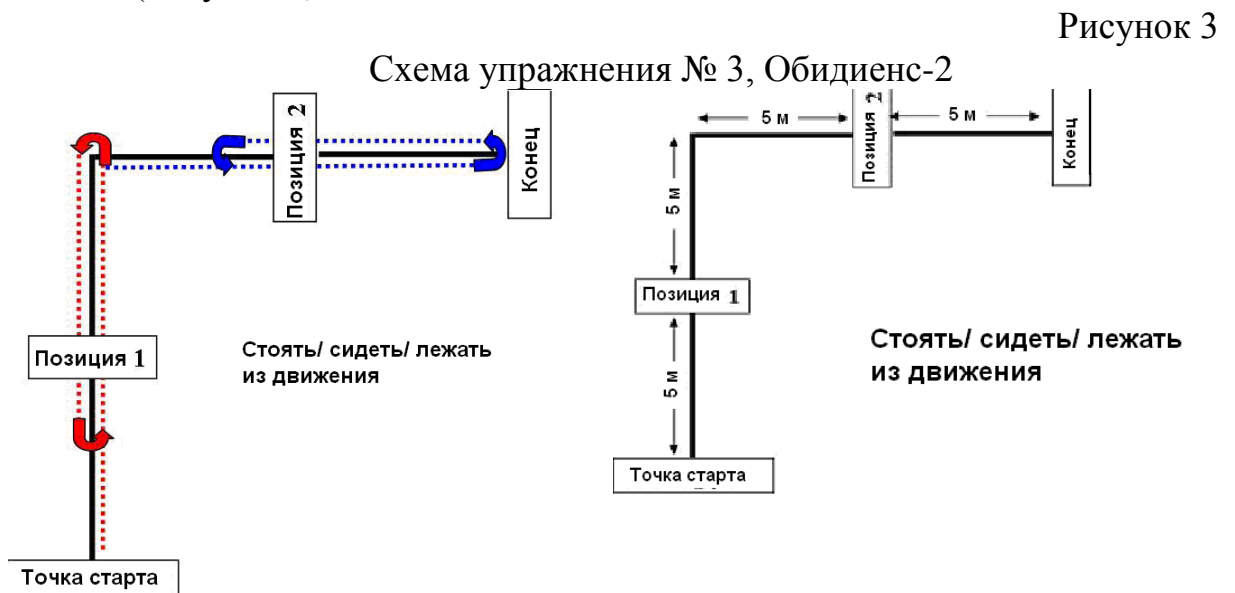 Рисунок 3
Схема упражнения № 3, Обидиенс-2
Позиция 2
Конец
Позиция 1
Стоять/ сидеть/ лежать
из движения
Точка старта
5 м
Позиция 2
5 м
Конец
5 м
Позиция 1
Стоять/ сидеть/ лежать
из движения
5 м
Точка старта